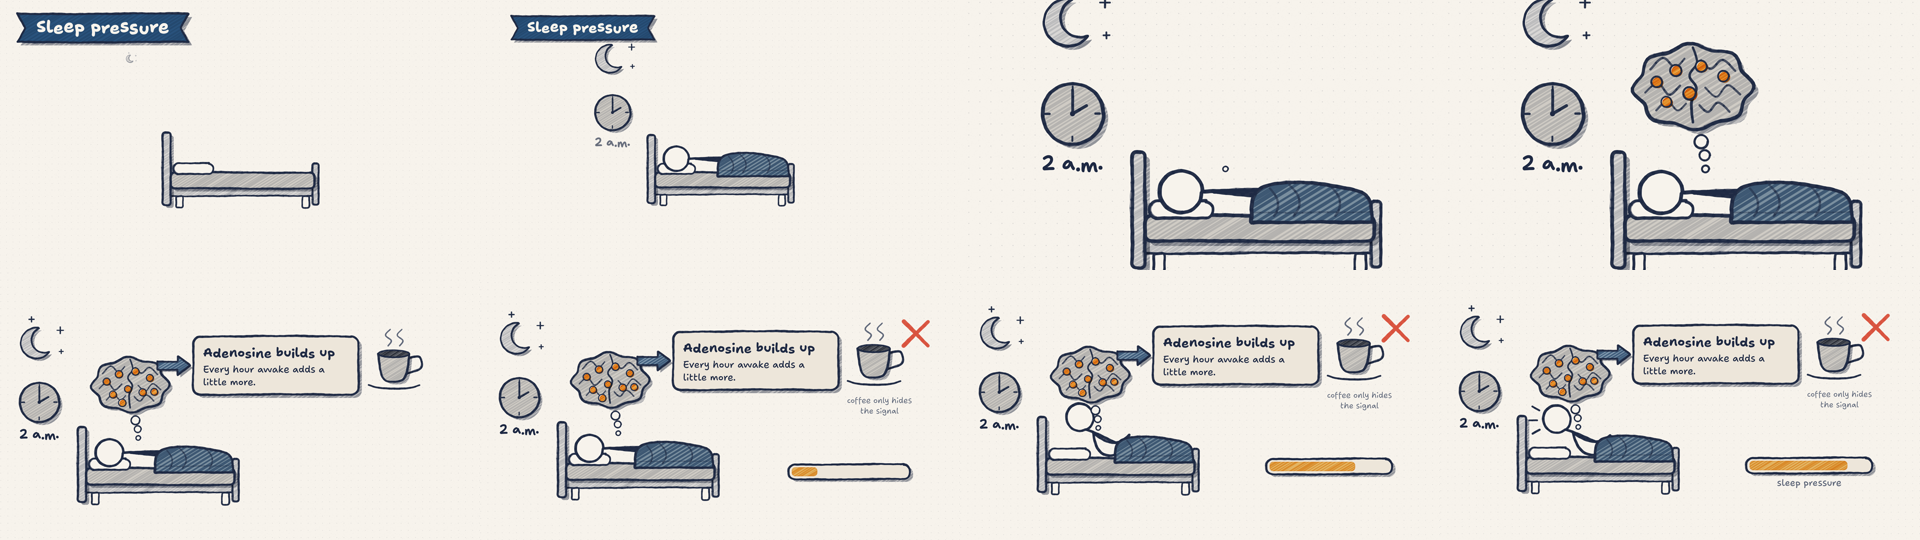 Sleep pressure
Sleep pressure
2 a.m.
2 a.m.
2 a.m.
Adenosine builds up
Every hour awake adds a
little more.
2 a.m.
Adenosine builds up
Every hour awake adds a
little more.
coffee only hides
the signal
2 a.m.
Adenosine builds up
Every hour awake adds a
little more.
coffee only hides
the signal
2 a.m.
Adenosine builds up
Every hour awake adds a
little more.
coffee only hides
the signal
2 a.m.
sleep pressure